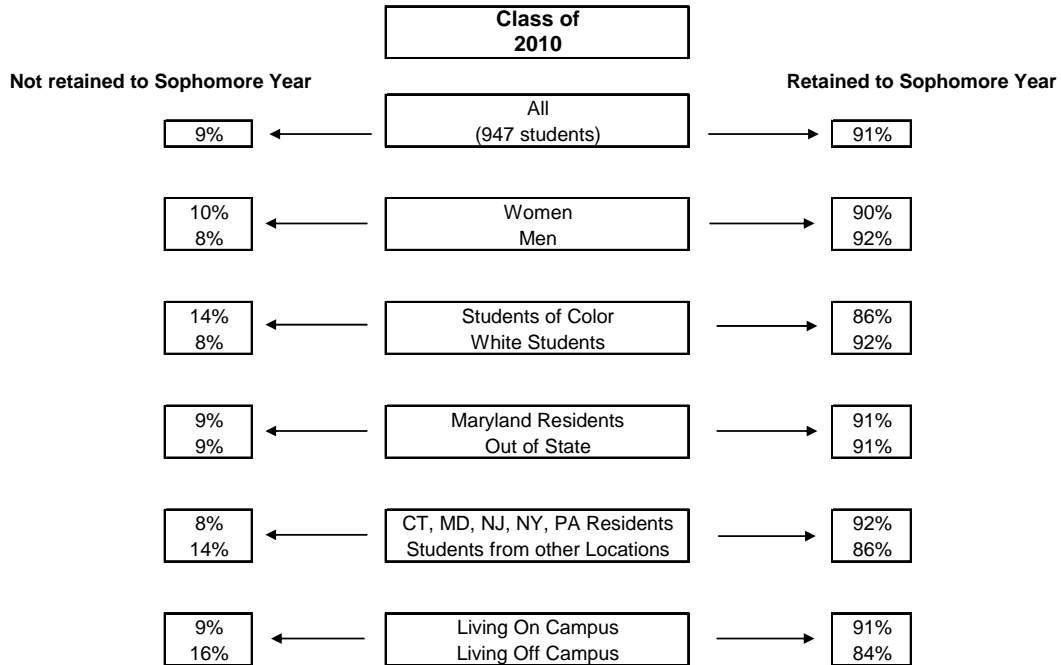 Class of
2010
Not retained to Sophomore Year
Retained to Sophomore Year
9%
All
(947 students)
91%
10%
8%
Women
Men
90%
92%
14%
8%
Students of Color
White Students
86%
92%
9%
9%
Maryland Residents
Out of State
91%
91%
8%
14%
CT, MD, NJ, NY, PA Residents
Students from other Locations
92%
86%
9%
16%
Living On Campus
Living Off Campus
91%
84%